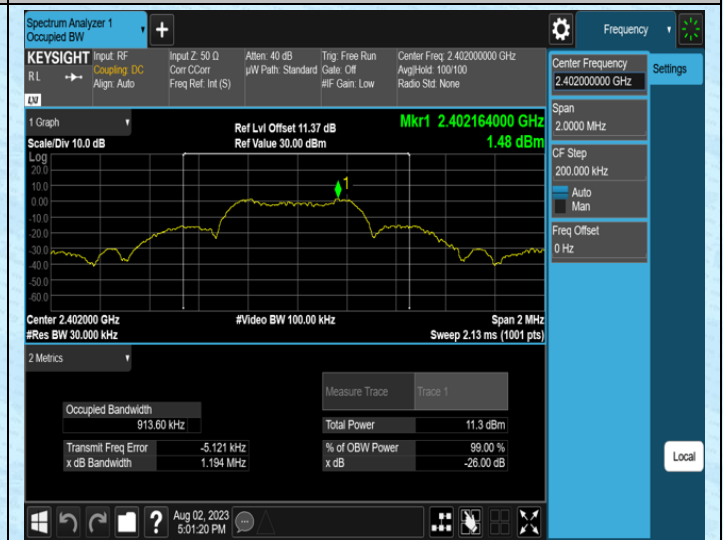 Spectrum Analyzer 1
Occupied BW
+
Frequency
KEYSIGHT
RL
LXI
Input: RF
Coupling: DC
Align: Auto
Input Z: 50 Ω
Corr CCorr
Freq Ref: Int (S)
Atten: 40 dB
µW Path: Standard
Trig: Free Run
Gate: Off
#IF Gain: Low
Center Freq: 2.402000000 GHz
Avg|Hold: 100/100
Radio Std: None
Center Frequency
2.402000000 GHz
Settings
Span
2.0000 MHz
CF Step
200.000 kHz
Auto
Man
Freq Offset
0 Hz
1 Graph
Scale/Div 10.0 dB
Ref Lvl Offset 11.37 dB
Ref Value 30.00 dBm
Mkr1 2.402164000 GHz
1.48 dBm
Log
20.0
10.0
0.00
-10.0
-20.0
-30.0
-40.0
-50.0
-60.0
1
Center 2.402000 GHz
#Res BW 30.000 kHz
#Video BW 100.00 kHz
Span 2 MHz
Sweep 2.13 ms (1001 pts)
2 Metrics
Measure Trace
Trace 1
Occupied Bandwidth
913.60 kHz
Total Power
11.3 dBm
Transmit Freq Error
-5.121 kHz
% of OBW Power
99.00 %
x dB Bandwidth
1.194 MHz
x dB
-26.00 dB
Local
?
Aug 02, 2023
5:01:20 PM